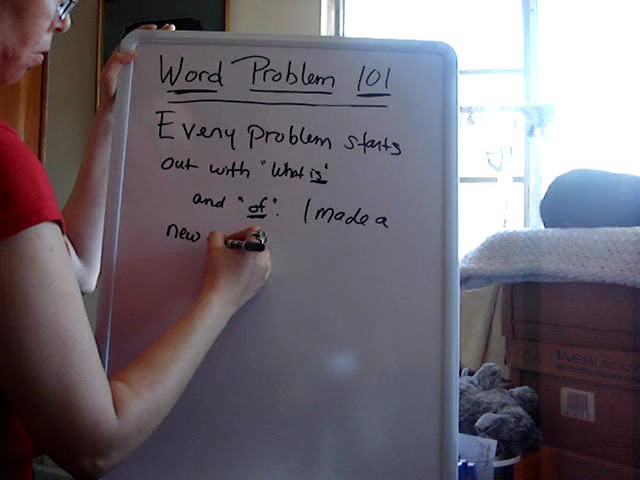 Word Problem 101
Every problem starts
out with "What is"
and "of". I made a
new